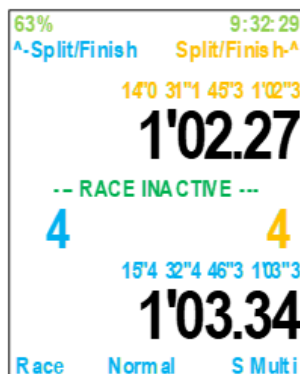 63% 9:32:29
^-Split/Finish Split/Finish-^
14"0 31"1 45"3 1'02"3
1'02.27
--- RACE INACTIVE ---
4 4
15"4 32"4 46"3 1'03"3
1'03.34
Race Normal S Multi